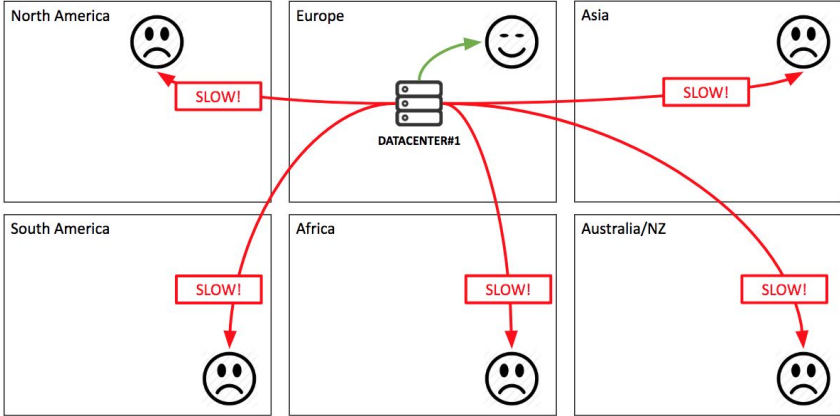 North America
Europe
Asia
SLOW!
SLOW!
DATACENTER#1
South America
Africa
Australia/NZ
SLOW!
SLOW!
SLOW!